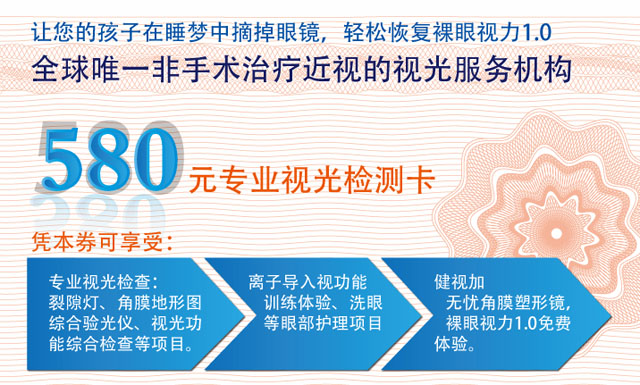 让您的孩子在睡梦中摘掉眼镜，轻松恢复裸眼视力1.0
全球唯一非手术治疗近视的视光服务机构
580元专业视光检测卡
凭本券可享受：
专业视光检查：
裂隙灯、角膜地形图
综合验光仪、视光功
能综合检查等项目。
离子导入视功能
训练体验、洗眼
等眼部护理项目
健视加
无忧角膜塑形镜，
裸眼视力1.0免费
体验。